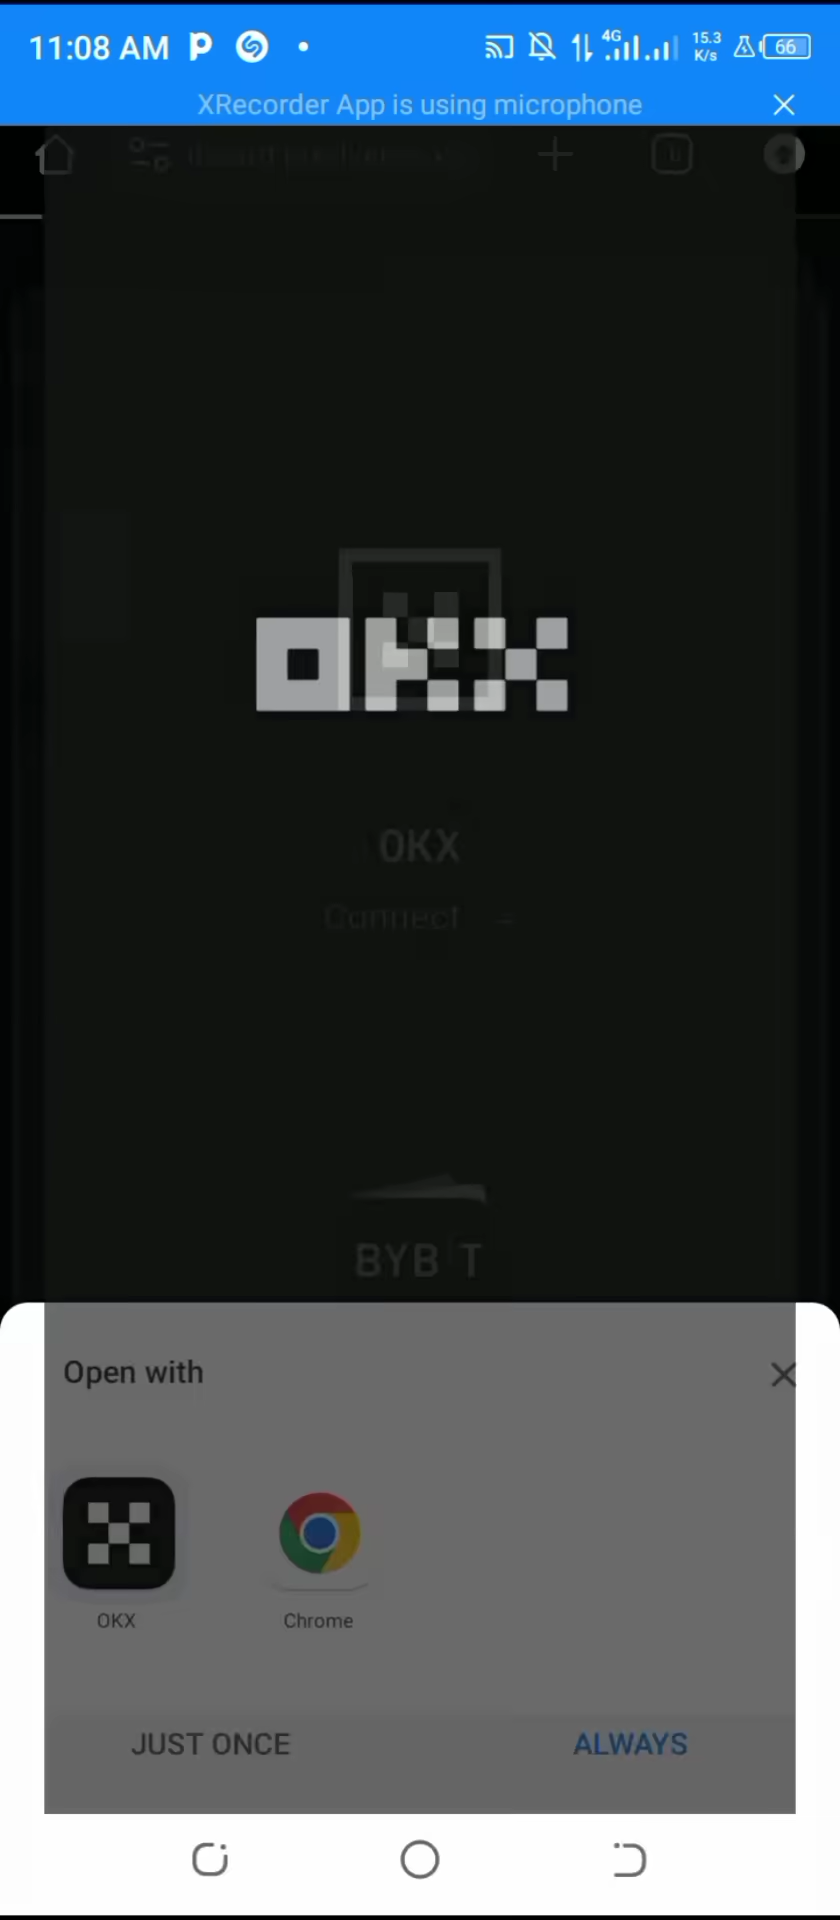 11:08 AM
4G
15.3
K/s
66
XRecorder App is using microphone
OKX
OKX
Connect
BYB T
Open with
OKX
Chrome
JUST ONCE
ALWAYS